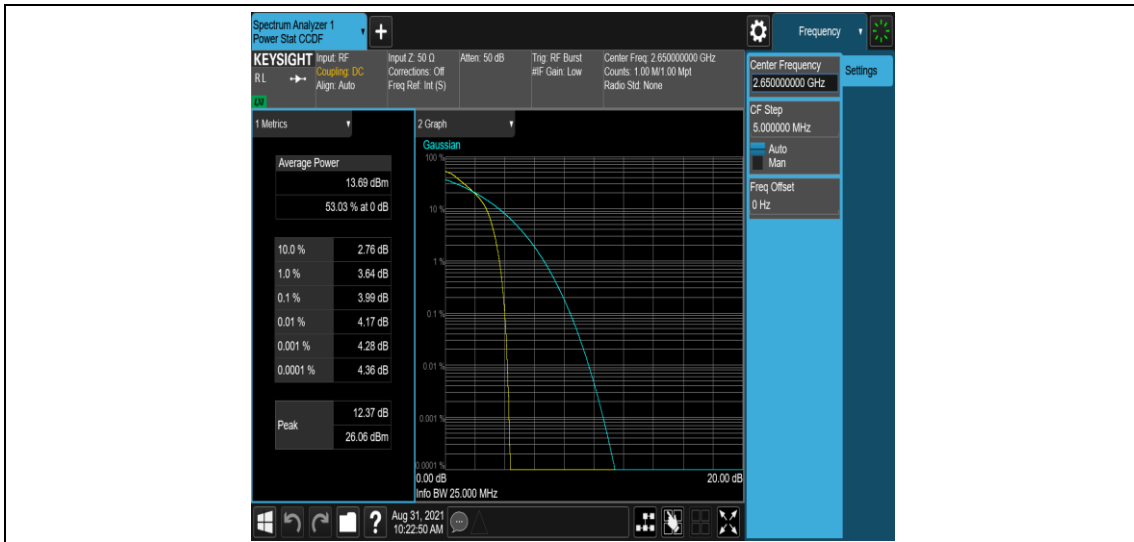 Spectrum Analyzer 1
Power Stat CCDF
Frequency
KEYSIGHT
RL
LXI
Input: RF
Coupling: DC
Align: Auto
Input Z: 50 Ω
Corrections: Off
Freq Ref: Int (S)
Atten: 50 dB
Trig: RF Burst
#IF Gain: Low
Center Freq: 2.650000000 GHz
Counts: 1.00 M/1.00 Mpt
Radio Std: None
Center Frequency
2.650000000 GHz
Settings
CF Step
5.000000 MHz
Auto
Man
Freq Offset
0 Hz
1 Metrics
Average Power
13.69 dBm
53.03 % at 0 dB
10.0 % 2.76 dB
1.0 % 3.64 dB
0.1 % 3.99 dB
0.01 % 4.17 dB
0.001 % 4.28 dB
0.0001 % 4.36 dB
Peak
12.37 dB
26.06 dBm
2 Graph
Gaussian
100 %
10 %
1 %
0.1 %
0.01 %
0.001 %
0.0001 %
0.00 dB
20.00 dB
Info BW 25.000 MHz
?
Aug 31, 2021
10:22:50 AM